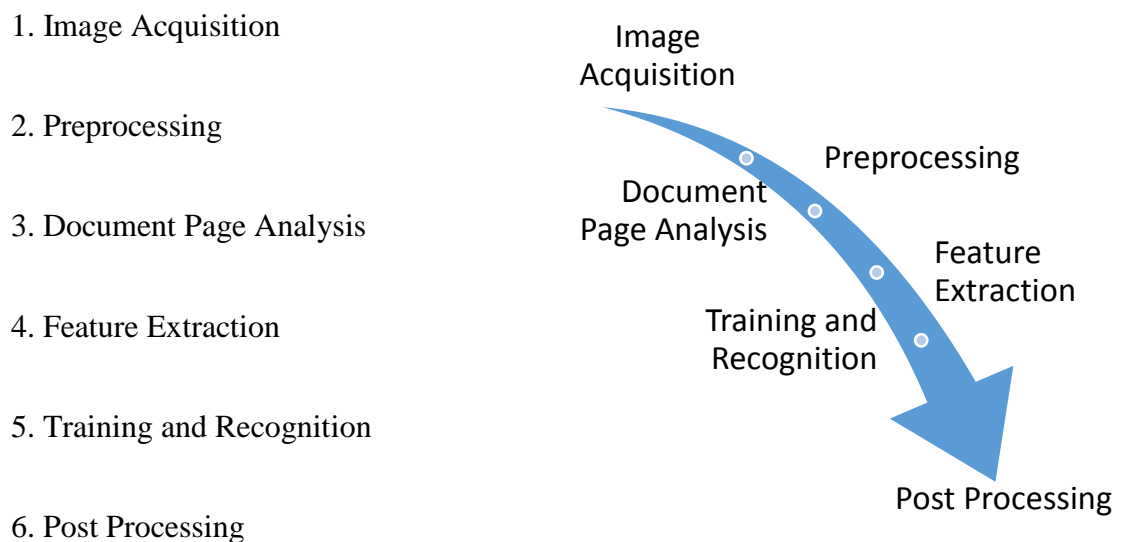 1. Image Acquisition
2. Preprocessing
3. Document Page Analysis
4. Feature Extraction
5. Training and Recognition
6. Post Processing
Image
Acquisition
Preprocessing
Document
Page Analysis
Feature
Extraction
Training and
Recognition
Post Processing